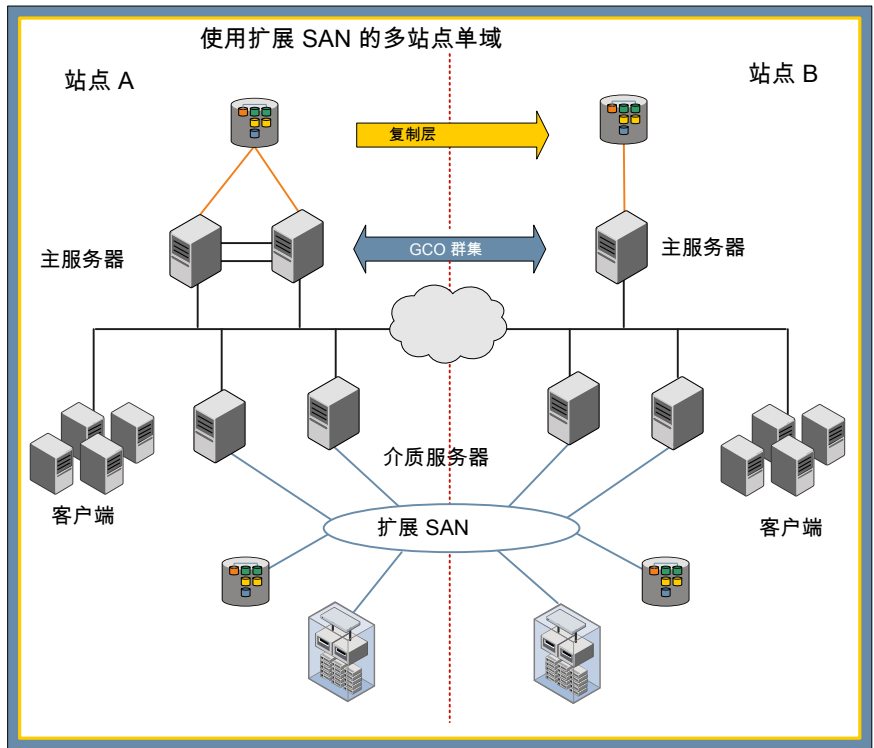 使用扩展 SAN 的多站点单域
站点 A
站点 B
复制层
主服务器
GCO 群集
主服务器
介质服务器
客户端
扩展 SAN
客户端